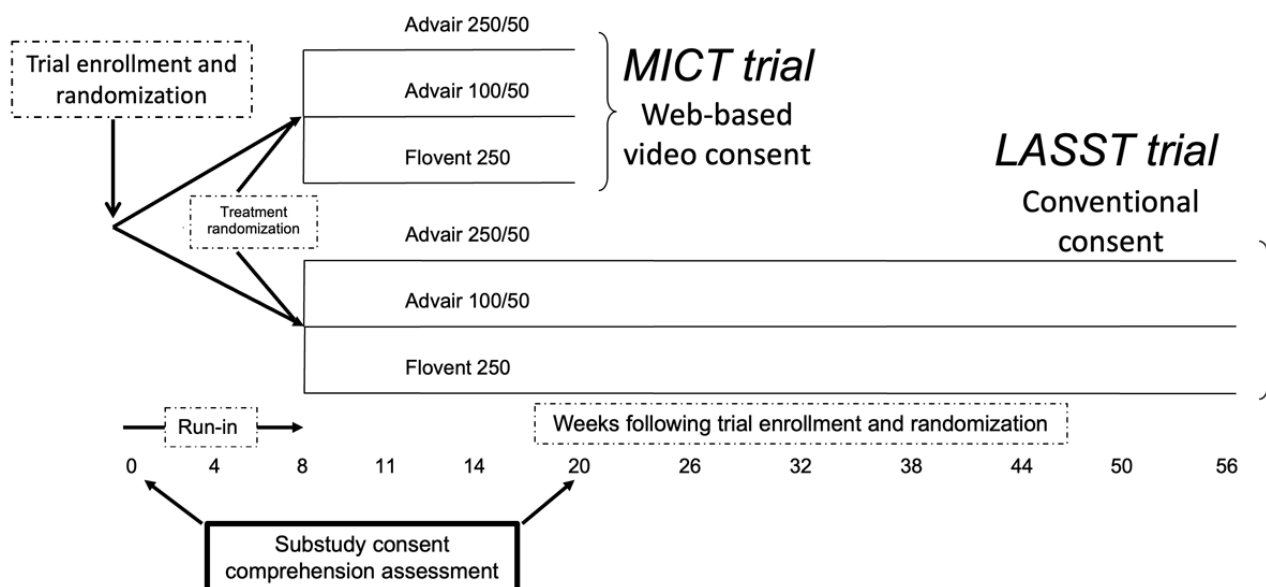 Advair 250/50
Trial enrollment and
randomization
MICT trial
Advair 100/50
Web-based
video consent
Flovent 250
LASST trial
Treatment
randomization
Conventional
consent
Advair 250/50
Advair 100/50
Flovent 250
Run-in
Weeks following trial enrollment and randomization
0 4 8 11 14 20 26 32 38 44 50 56
Substudy consent
comprehension assessment